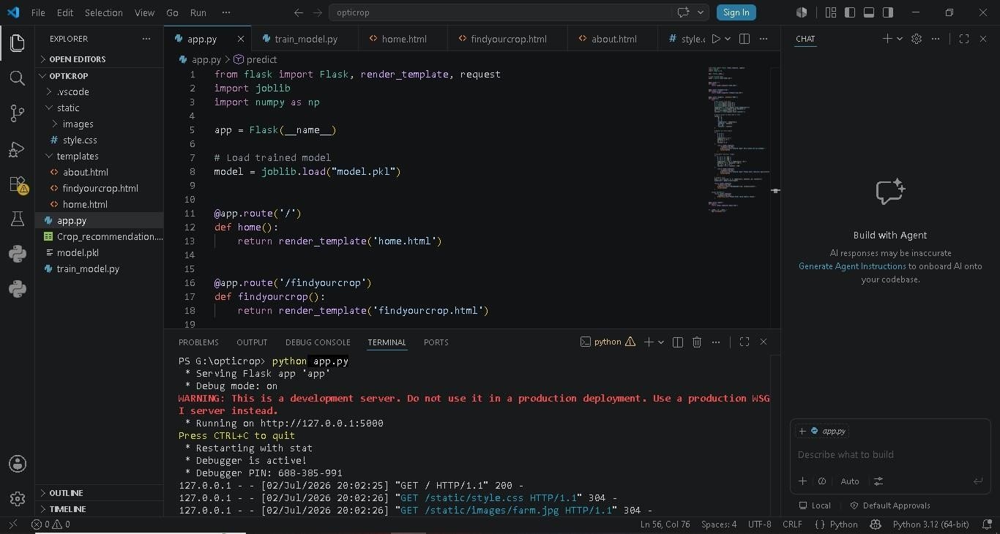 File Edit Selection View Go Run ··· opticrop Sign In
EXPLORER ···
OPEN EDITORS
OPTICROP
.vscode
static
images
# style.css
templates
<> about.html
<> findyourcrop.html
<> home.html
app.py
Crop_recommendation....
model.pkl
train_model.py
OUTLINE
TIMELINE
app.py train_model.py <> home.html <> findyourcrop.html <> about.html # style.c ···
app.py > predict
1 from flask import Flask, render_template, request
2 import joblib
3 import numpy as np
4
5 app = Flask(__name__)
6
7 # Load trained model
8 model = joblib.load("model.pkl")
9
10
11 @app.route('/')
12 def home():
13 return render_template('home.html')
14
15
16 @app.route('/findyourcrop')
17 def findyourcrop():
18 return render_template('findyourcrop.html')
19
PROBLEMS OUTPUT DEBUG CONSOLE TERMINAL PORTS python ···
PS G:\opticrop> python app.py
* Serving Flask app 'app'
* Debug mode: on
WARNING: This is a development server. Do not use it in a production deployment. Use a production WSG
I server instead.
* Running on http://127.0.0.1:5000
Press CTRL+C to quit
* Restarting with stat
* Debugger is active!
* Debugger PIN: 688-385-991
127.0.0.1 - - [02/Jul/2026 20:02:25] "GET / HTTP/1.1" 200 -
127.0.0.1 - - [02/Jul/2026 20:02:26] "GET /static/style.css HTTP/1.1" 304 -
127.0.0.1 - - [02/Jul/2026 20:02:26] "GET /static/images/farm.jpg HTTP/1.1" 304 -
CHAT ···
Build with Agent
AI responses may be inaccurate
Generate Agent Instructions to onboard AI onto
your codebase.
+ app.py
Describe what to build
Auto
Local Default Approvals
0 0 Ln 56, Col 76 Spaces: 4 UTF-8 CRLF {} Python Python 3.12 (64-bit)